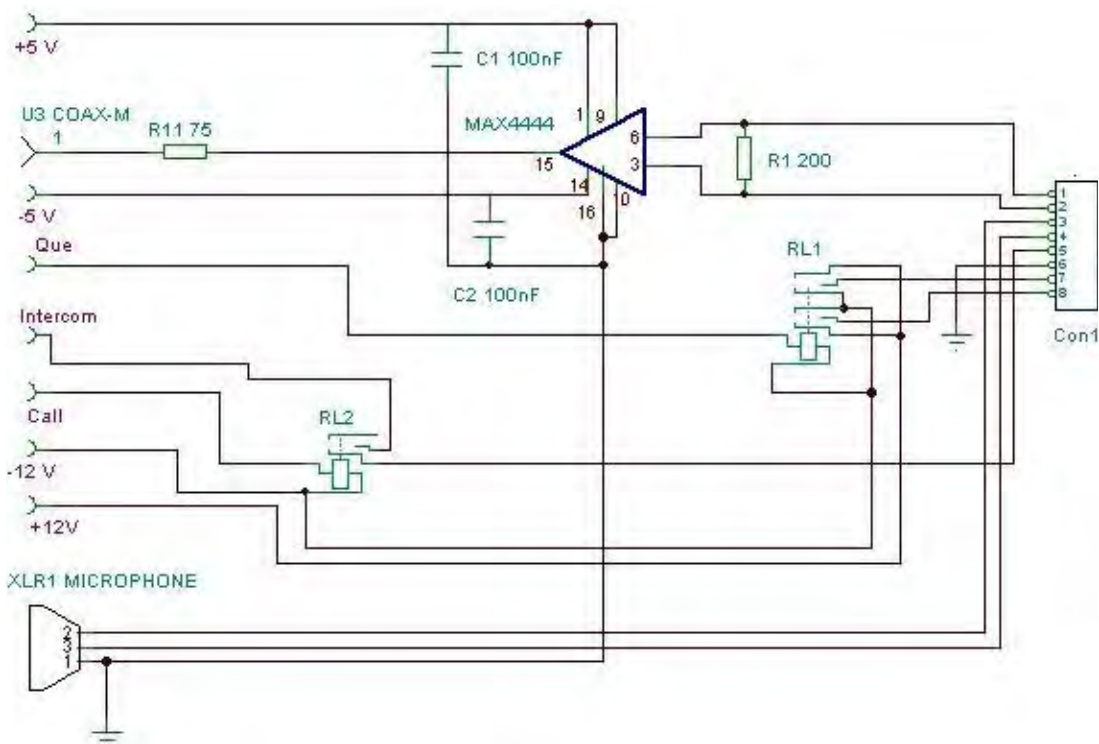 +5 V
C1 100nF
U3 COAX-M
1
R11 75
MAX4444
1
9
6
3
15
14
16
0
R1 200
-5 V
Que
C2 100nF
RL1
1
2
3
4
5
6
7
8
Con1
Intercom
Call
RL2
-12 V
+12V
XLR1 MICROPHONE
2
3
1